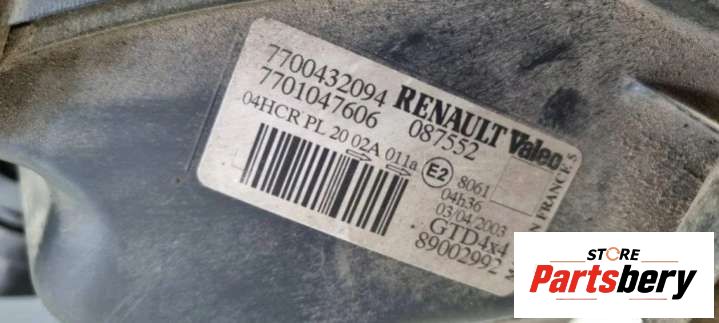 7700432094 RENAULT Valeo
7701047606 087552
04HCR PL 20 02A 011a E2 8061
04b36
03/04/2003
GTD4x4
89002992
N FRANCE-S
STORE
Partsbery